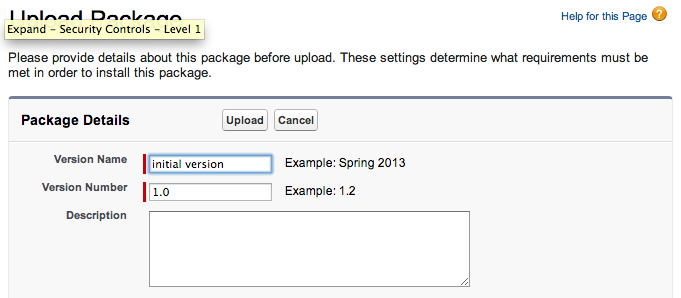 Upload Package
Help for this Page ?
Expand - Security Controls - Level 1
Please provide details about this package before upload. These settings determine what requirements must be
met in order to install this package.
Package Details Upload Cancel
Version Name initial version Example: Spring 2013
Version Number 1.0 Example: 1.2
Description